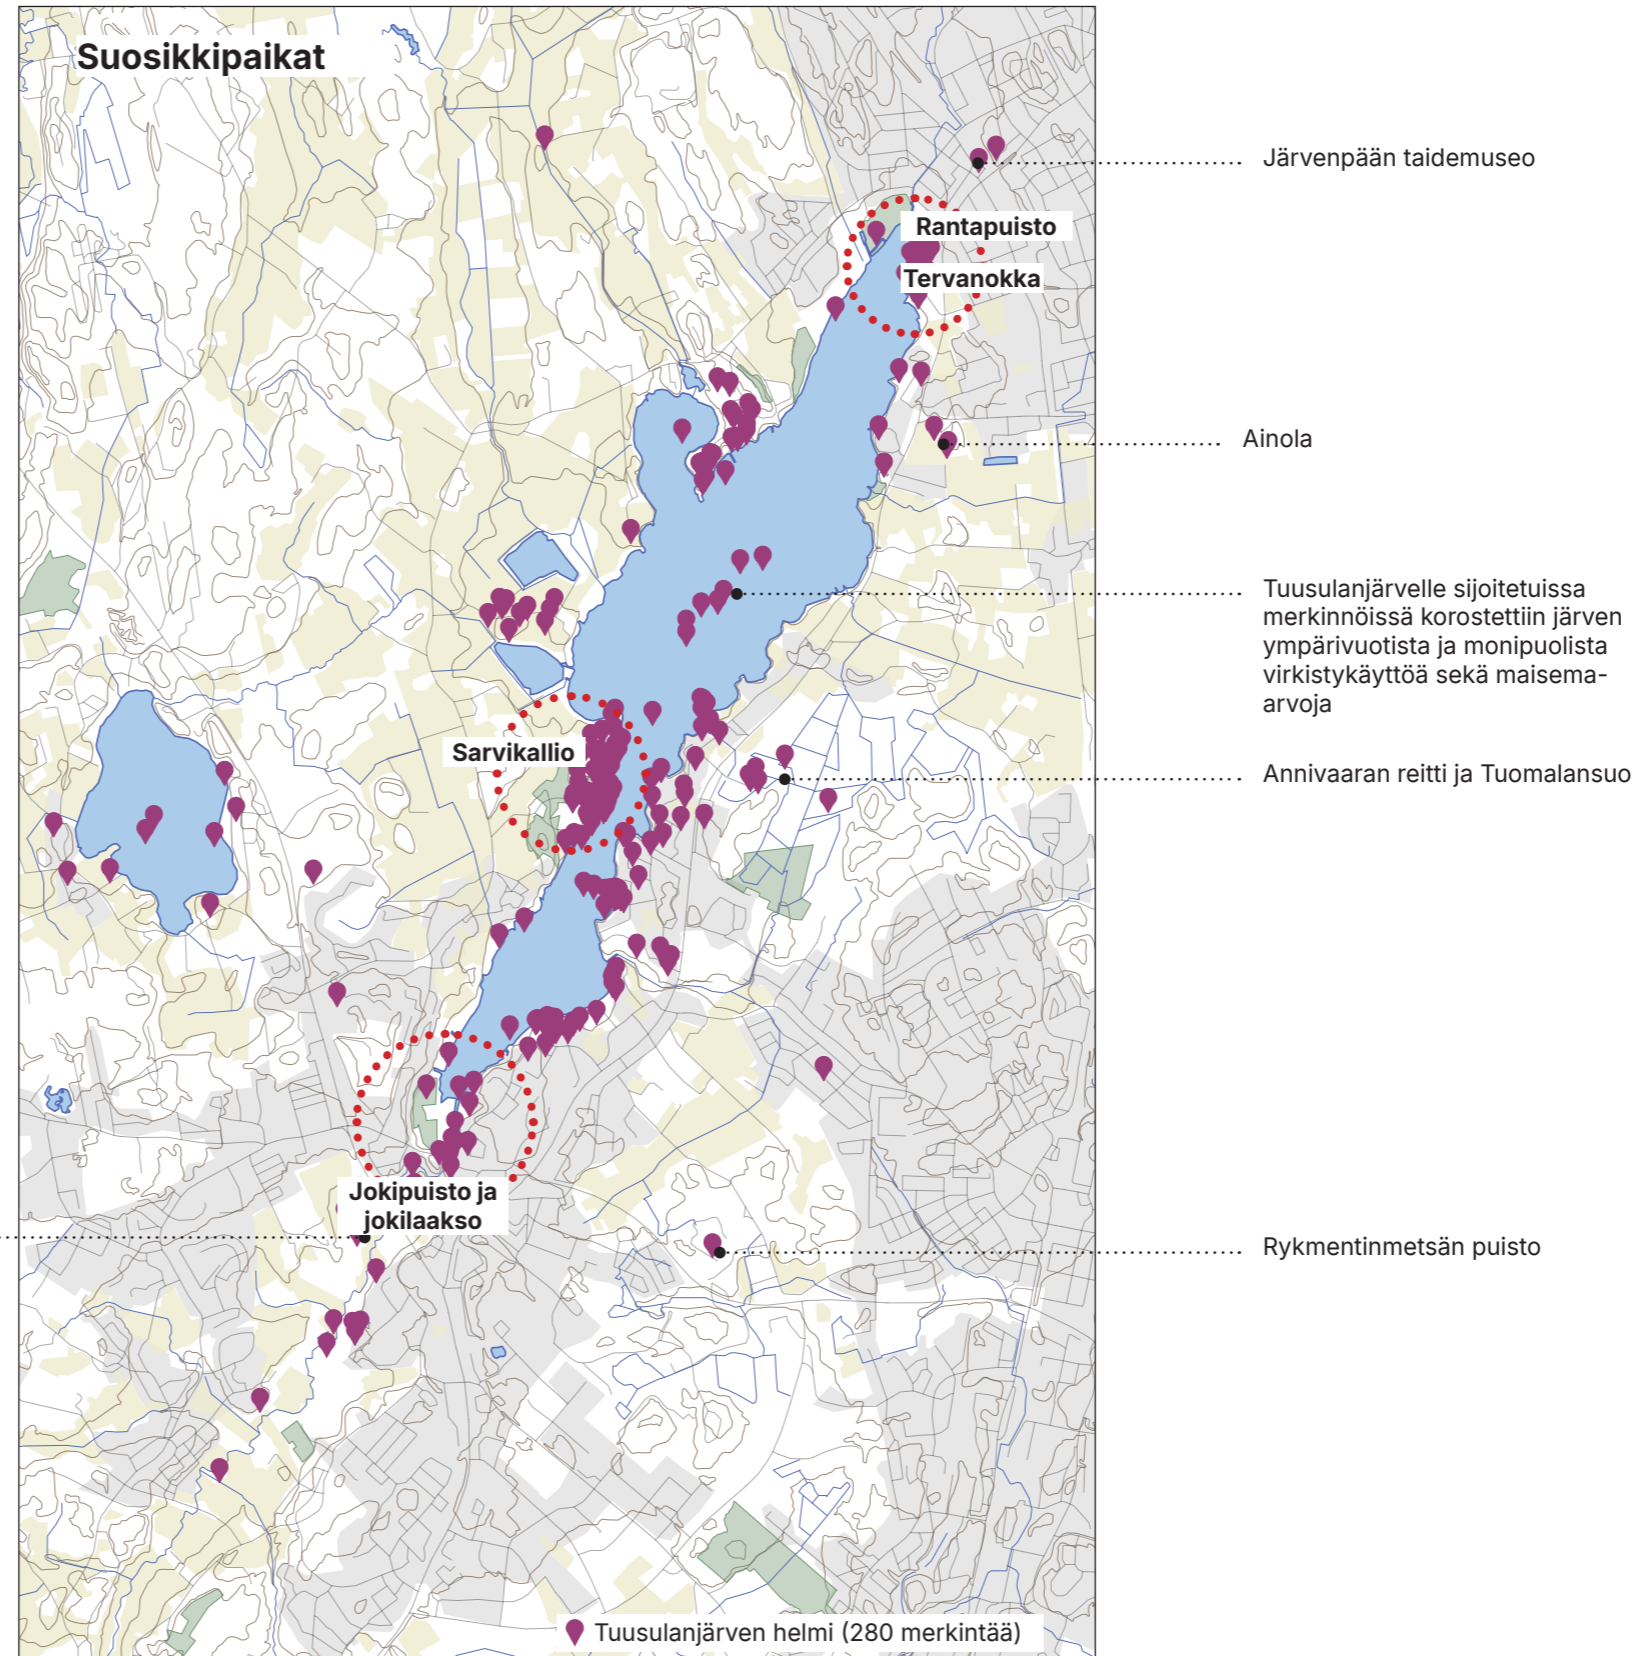 Suosikkipaikat
Järvenpään taidemuseo
Rantapuisto
Tervanokka
Ainola
Tuusulanjärvelle sijoitetuissa
merkinnöissä korostettiin järven
ympärivuotista ja monipuolista
virkistykäyttöä sekä maisema-
arvoja
Sarvikallio
Annivaaran reitti ja Tuomalansuo
Jokipuisto ja
jokilaakso
Rykmentinmetsän puisto
Tuusulanjärven helmi (280 merkintää)